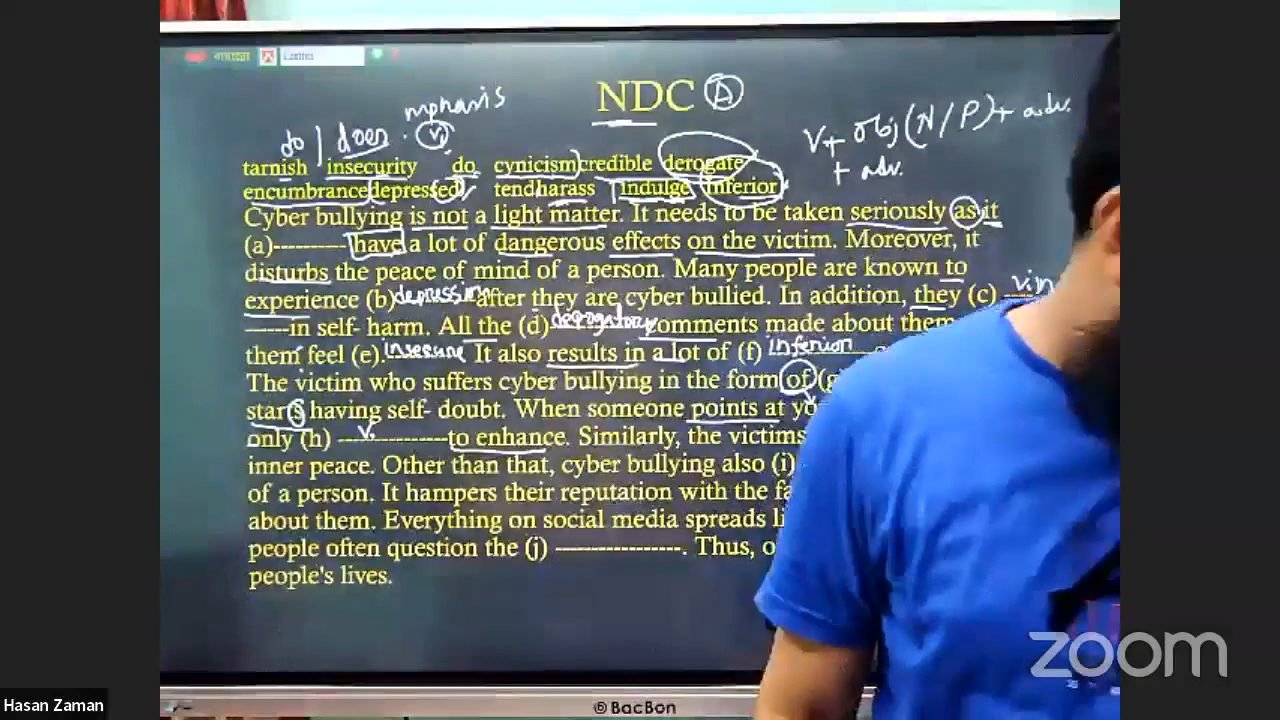 NDC A
mphasis
do / does
V1
V + obj (N/P) + adv.
+ adv.
tarnish insecurity do cynicism credible derogate
encumbrance depressed tend harass indulge inferior
Cyber bullying is not a light matter. It needs to be taken seriously as it
(a)---------- have a lot of dangerous effects on the victim. Moreover, it
disturbs the peace of mind of a person. Many people are known to
experience (b) depression after they are cyber bullied. In addition, they (c)
------in self- harm. All the (d) derogatory comments made about them
them feel (e). insecure It also results in a lot of (f) inferion
The victim who suffers cyber bullying in the form of (g)
starts having self- doubt. When someone points at
only (h) --------------- to enhance. Similarly, the victims
inner peace. Other than that, cyber bullying also (i)
of a person. It hampers their reputation with the
about them. Everything on social media spreads
people often question the (j) -----------------. Thus,
people's lives.
BacBon
zoom
Hasan Zaman